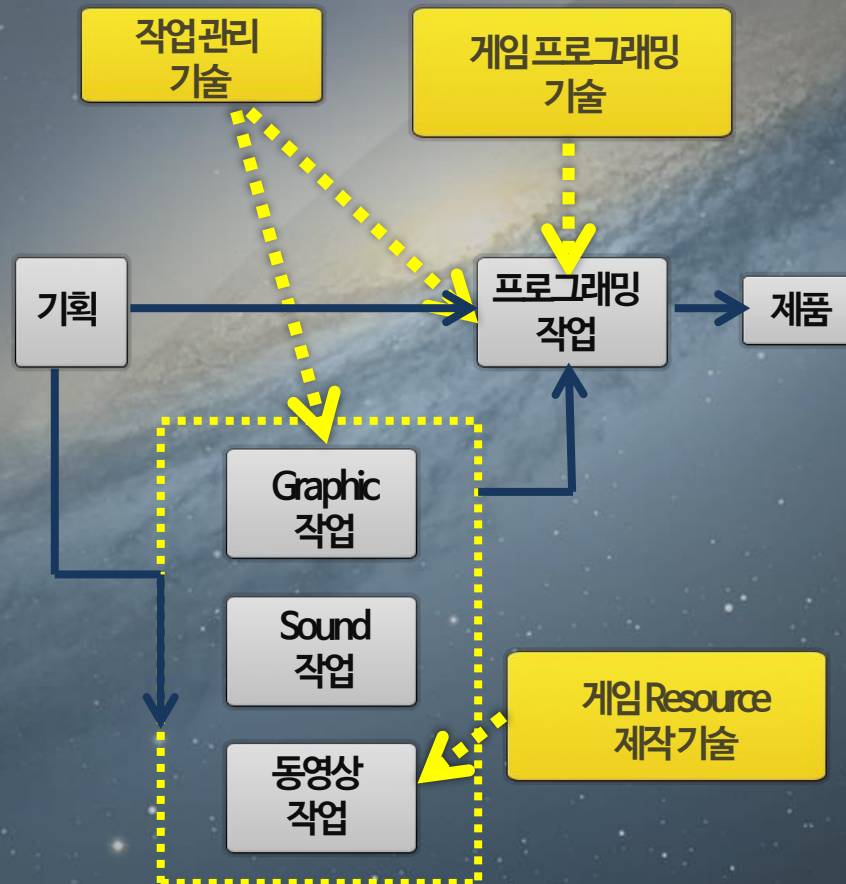 작업 관리
기술
게임 프로그래밍
기술
기획
프로그래밍
작업
제품
Graphic
작업
Sound
작업
게임 Resource
제작 기술
동영상
작업